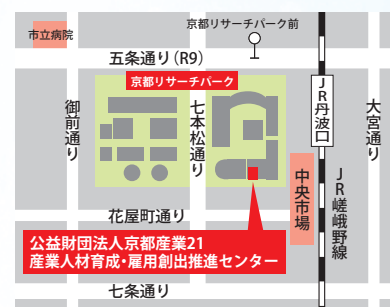 京都リサーチパーク前
市立病院
五条通り(R9)
京都リサーチパーク
御前通り
七本松通り
JR丹波口
大宮通り
中央市場
JR嵯峨野線
花屋町通り
公益財団法人京都産業21
産業人材育成・雇用創出推進センター
七条通り